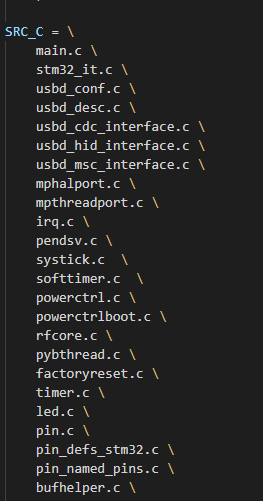 SRC_C = \
main.c \
stm32_it.c \
usbd_conf.c \
usbd_desc.c \
usbd_cdc_interface.c \
usbd_hid_interface.c \
usbd_msc_interface.c \
mphalport.c \
mpthreadport.c \
irq.c \
pendsv.c \
systick.c  \
softtimer.c  \
powerctrl.c \
powerctrlboot.c \
rfcore.c \
pybthread.c \
factoryreset.c \
timer.c \
led.c \
pin.c \
pin_defs_stm32.c \
pin_named_pins.c \
bufhelper.c \